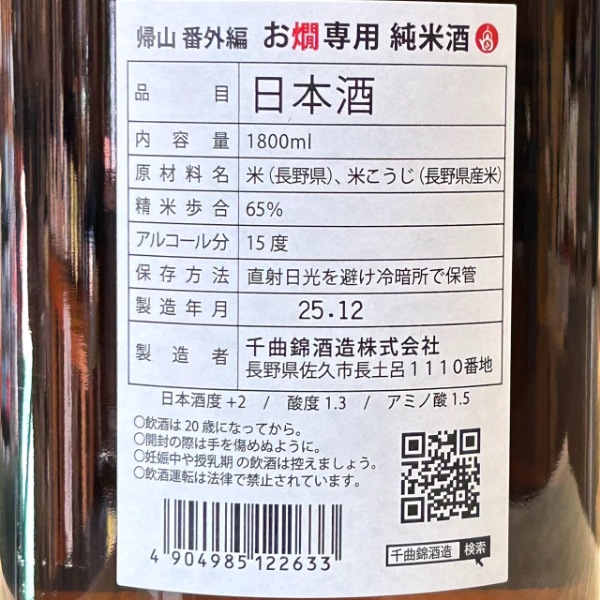 帰山 番外編 お燗専用 純米酒
品目 日本酒
内容量 1800ml
原材料名 米（長野県）、米こうじ（長野県産米）
精米歩合 65%
アルコール分 15度
保存方法 直射日光を避け冷暗所で保管
製造年月 25.12
製造者 千曲錦酒造株式会社
長野県佐久市長土呂１１１０番地
日本酒度 +2 / 酸度 1.3 / アミノ酸 1.5
○飲酒は20歳になってから。
○開封の際は手を傷めぬように。
○妊娠中や授乳期の飲酒は控えましょう。
○飲酒運転は法律で禁止されています。
4 904985 122633
千曲錦酒造 検索